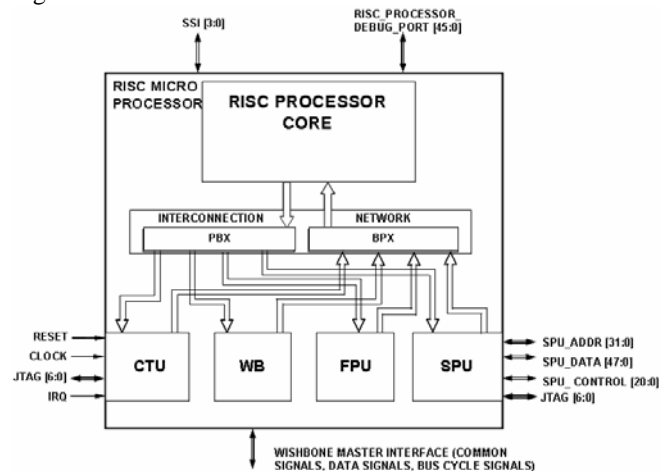 SSI [3:0]
RISC_PROCESSOR_
DEBUG_PORT [45:0]
RISC MICRO
PROCESSOR
RISC PROCESSOR
CORE
INTERCONNECTION NETWORK
PBX BPX
RESET
CLOCK
JTAG [6:0]
IRQ
CTU WB FPU SPU
SPU_ADDR [31:0]
SPU_DATA [47:0]
SPU_ CONTROL [20:0]
JTAG [6:0]
WISHBONE MASTER INTERFACE (COMMON
SIGNALS, DATA SIGNALS, BUS CYCLE SIGNALS)